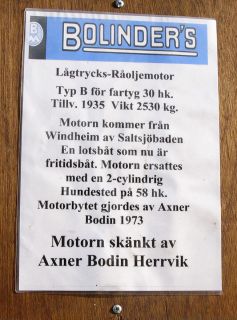 BOLINDER'S
Lågtrycks-Råoljemotor
Typ B för fartyg 30 hk.
Tillv. 1935 Vikt 2530 kg.
Motorn kommer från
Windheim av Saltsjöbaden
En lotsbåt som nu är
fritidsbåt. Motorn ersattes
med en 2-cylindrig
Hundested på 58 hk.
Motorbytet gjordes av Axner
Bodin 1973
Motorn skänkt av
Axner Bodin Herrvik